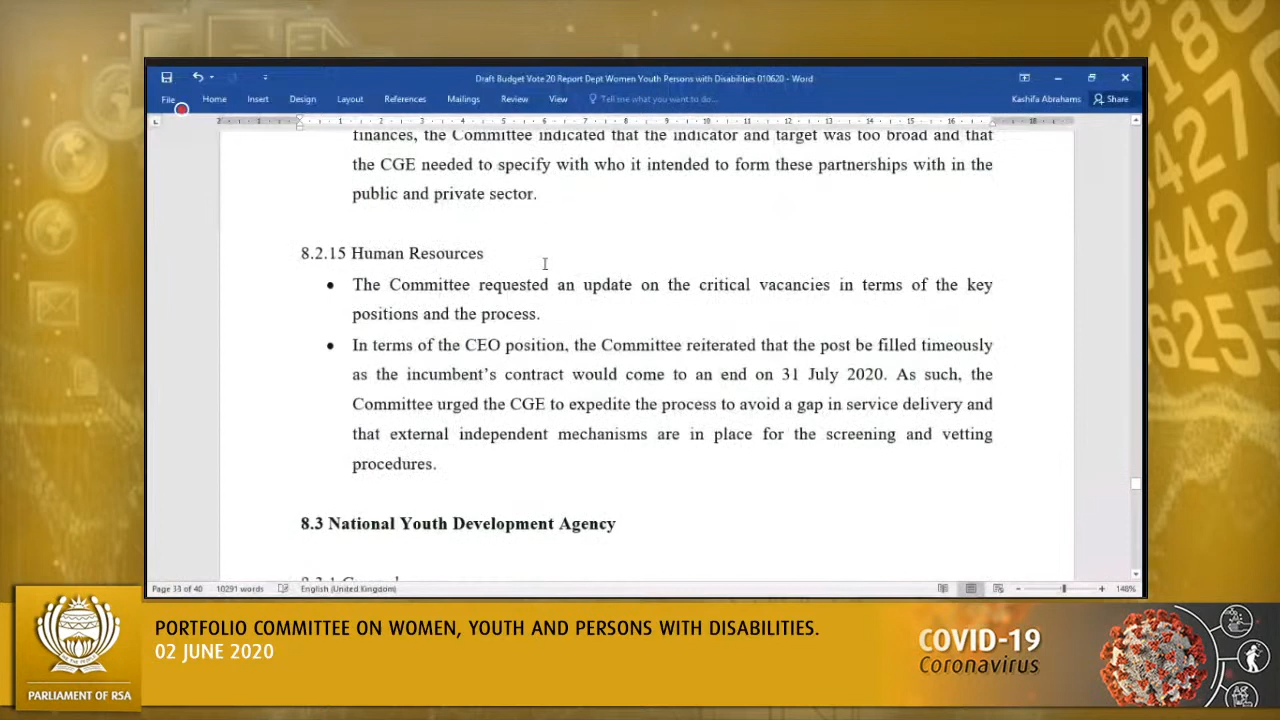 Draft Budget Vote 20 Report Dept Women Youth Persons with Disabilities 010620 - Word
File Home Insert Design Layout References Mailings Review View Tell me what you want to do... Kashifa Abrahams Share
finances, the Committee indicated that the indicator and target was too broad and that
the CGE needed to specify with who it intended to form these partnerships with in the
public and private sector.
8.2.15 Human Resources
• The Committee requested an update on the critical vacancies in terms of the key
positions and the process.
• In terms of the CEO position, the Committee reiterated that the post be filled timeously
as the incumbent's contract would come to an end on 31 July 2020. As such, the
Committee urged the CGE to expedite the process to avoid a gap in service delivery and
that external independent mechanisms are in place for the screening and vetting
procedures.
8.3 National Youth Development Agency
Page 33 of 40 10291 words English (United Kingdom) 148%
PORTFOLIO COMMITTEE ON WOMEN, YOUTH AND PERSONS WITH DISABILITIES.
02 JUNE 2020
PARLIAMENT OF RSA
COVID-19
Coronavirus